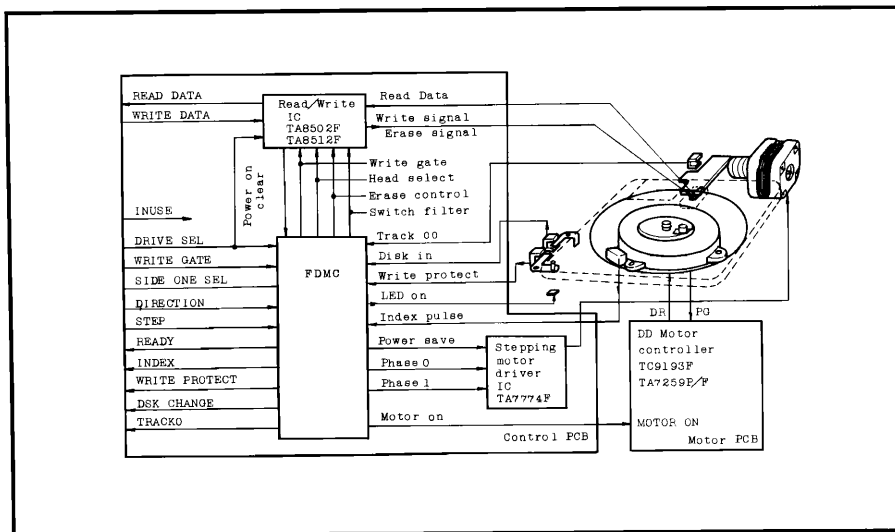 READ DATA
WRITE DATA
Read/Write
IC
TA8502F
TA8512F
Read Data
Write signal
Erase signal
Power on
clear
Write gate
Head select
Erase control
Switch filter
INUSE
DRIVE SEL
WRITE GATE
SIDE ONE SEL
DIRECTION
STEP
READY
INDEX
WRITE PROTECT
DSK CHANGE
TRACK0
FDMC
Track 00
Disk in
Write protect
LED on
Index pulse
Power save
Phase 0
Phase 1
Motor on
Stepping
motor
driver
IC
TA7774F
Control PCB
DR
PG
DD Motor
controller
TC9193F
TA7259P/F
MOTOR ON
Motor PCB